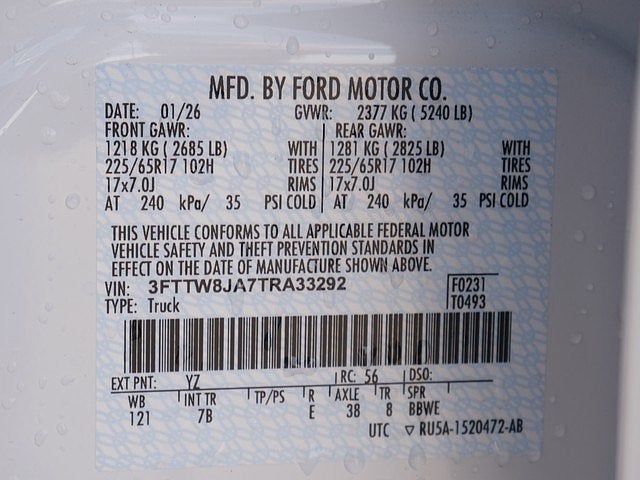 MFD. BY FORD MOTOR CO.
DATE: 01/26 GVWR: 2377 KG ( 5240 LB)
FRONT GAWR: REAR GAWR:
1218 KG ( 2685 LB) WITH 1281 KG ( 2825 LB) WITH
225/65R17 102H TIRES 225/65R17 102H TIRES
17x7.0J RIMS 17x7.0J RIMS
AT 240 kPa/ 35 PSI COLD AT 240 kPa/ 35 PSI COLD
THIS VEHICLE CONFORMS TO ALL APPLICABLE FEDERAL MOTOR
VEHICLE SAFETY AND THEFT PREVENTION STANDARDS IN
EFFECT ON THE DATE OF MANUFACTURE SHOWN ABOVE.
VIN: 3FTTW8JA7TRA33292 F0231
TYPE: Truck T0493
EXT PNT: YZ RC: 56 DSO:
WB INT TR TP/PS R AXLE TR SPR
121 7B E 38 8 BBWE
UTC ▽ RU5A-1520472-AB